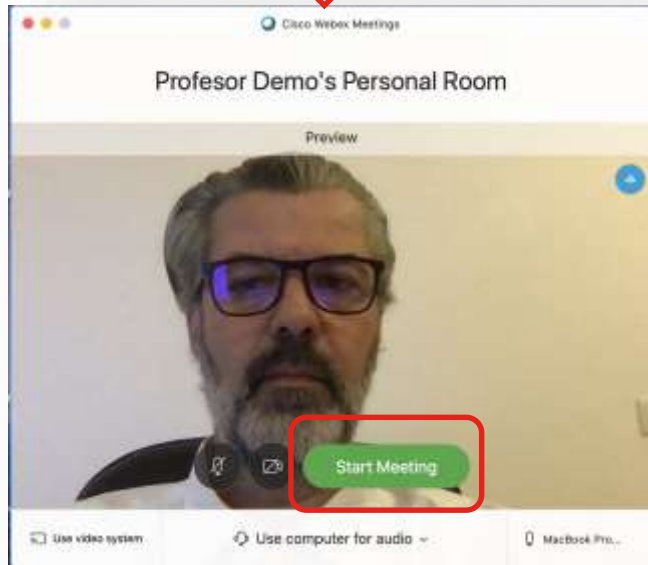 Cisco Webex Meetings
Profesor Demo's Personal Room
Preview
Start Meeting
Use video system
Use computer for audio
MacBook Pro...